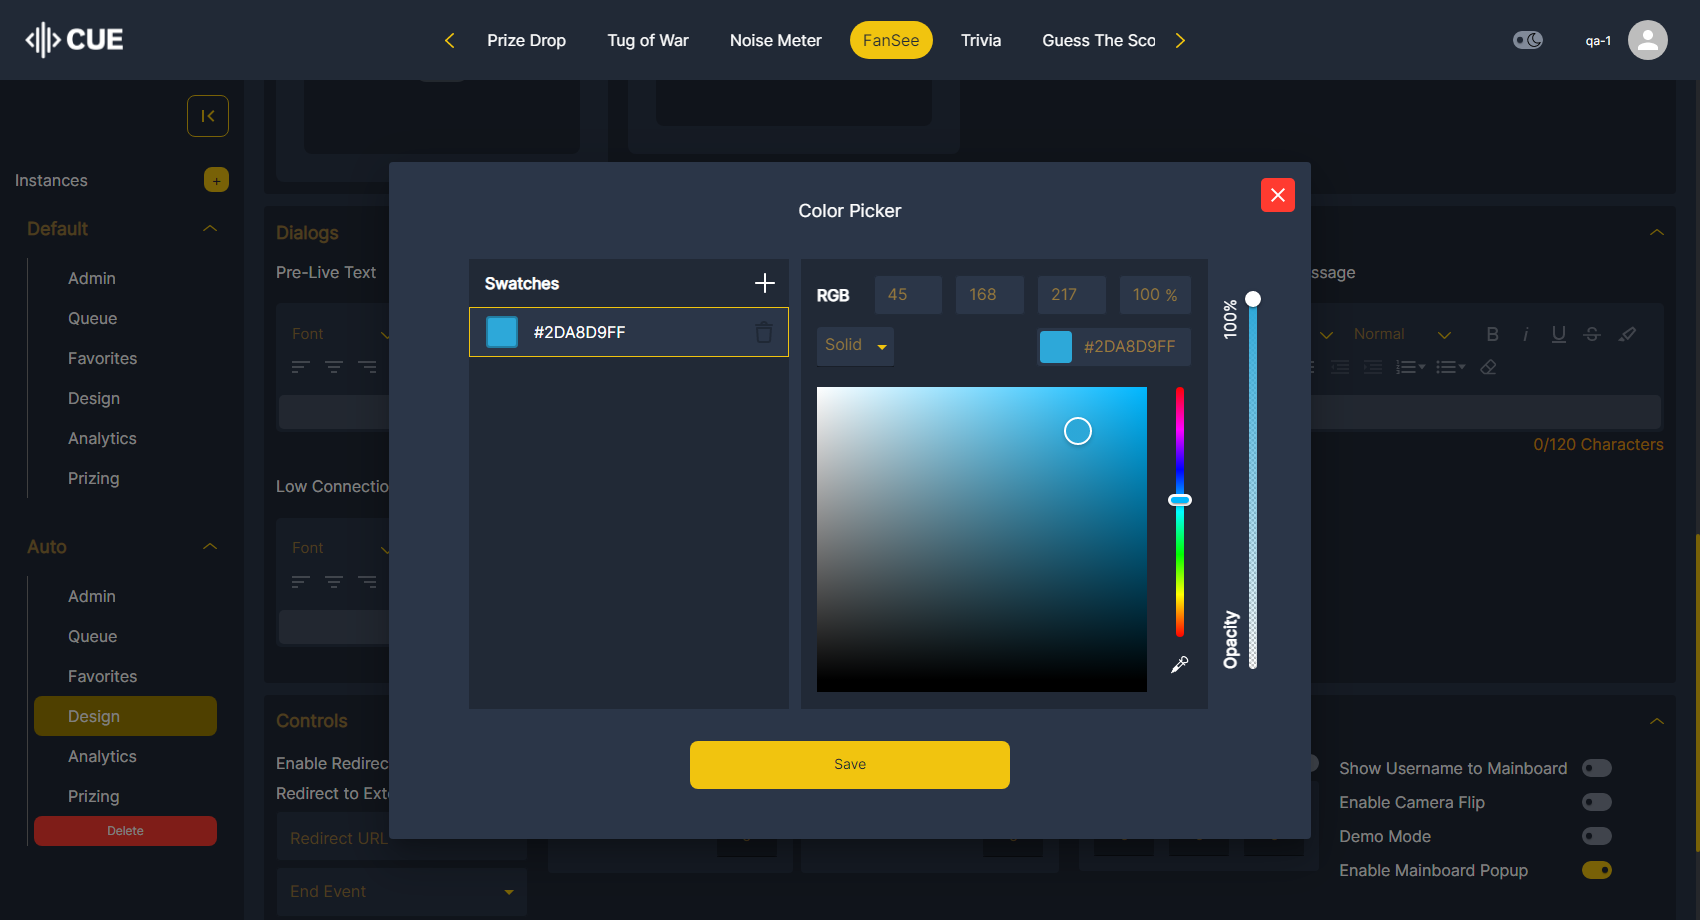 CUE
Prize Drop
Tug of War
Noise Meter
FanSee
Trivia
Guess The Sco
qa-1
Instances
+
Default
Admin
Queue
Favorites
Design
Analytics
Prizing
Auto
Admin
Queue
Favorites
Design
Analytics
Prizing
Delete
Dialogs
Pre-Live Text
Font
Low Connectio
Font
ssage
Normal
B i U S
0/120 Characters
Color Picker
Swatches
#2DA8D9FF
RGB 45 168 217 100 %
Solid
#2DA8D9FF
100%
Opacity
Save
Controls
Enable Redirec
Redirect to Exte
Redirect URL
End Event
Show Username to Mainboard
Enable Camera Flip
Demo Mode
Enable Mainboard Popup